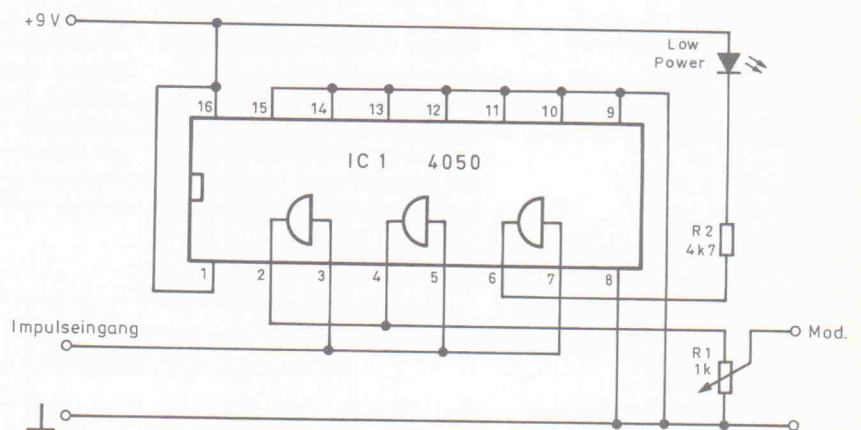 +9 V
Low
Power
16 15 14 13 12 11 10 9
IC 1 4050
R2
4k7
1 2 3 4 5 6 7 8
Impulseingang
Mod.
R1
1k